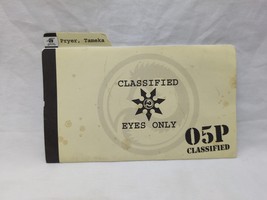 Pryer, Tameka
CLASSIFIED
EYES ONLY
05P
CLASSIFIED